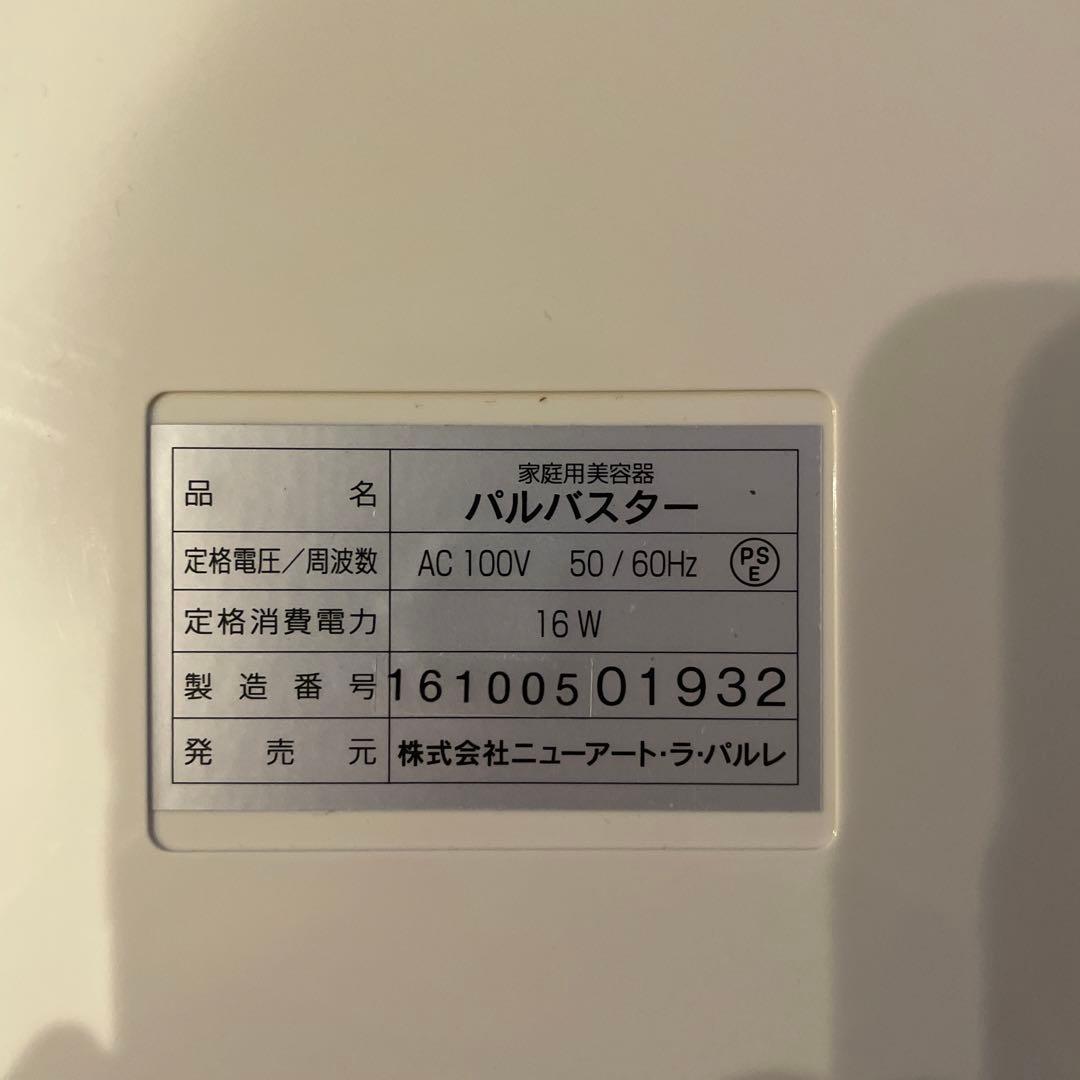 品名 家庭用美容器
パルバスター
定格電圧／周波数 AC 100V 50 / 60Hz PSE
定格消費電力 16 W
製造番号 161005 01932
発売元 株式会社ニューアート・ラ・パルレ